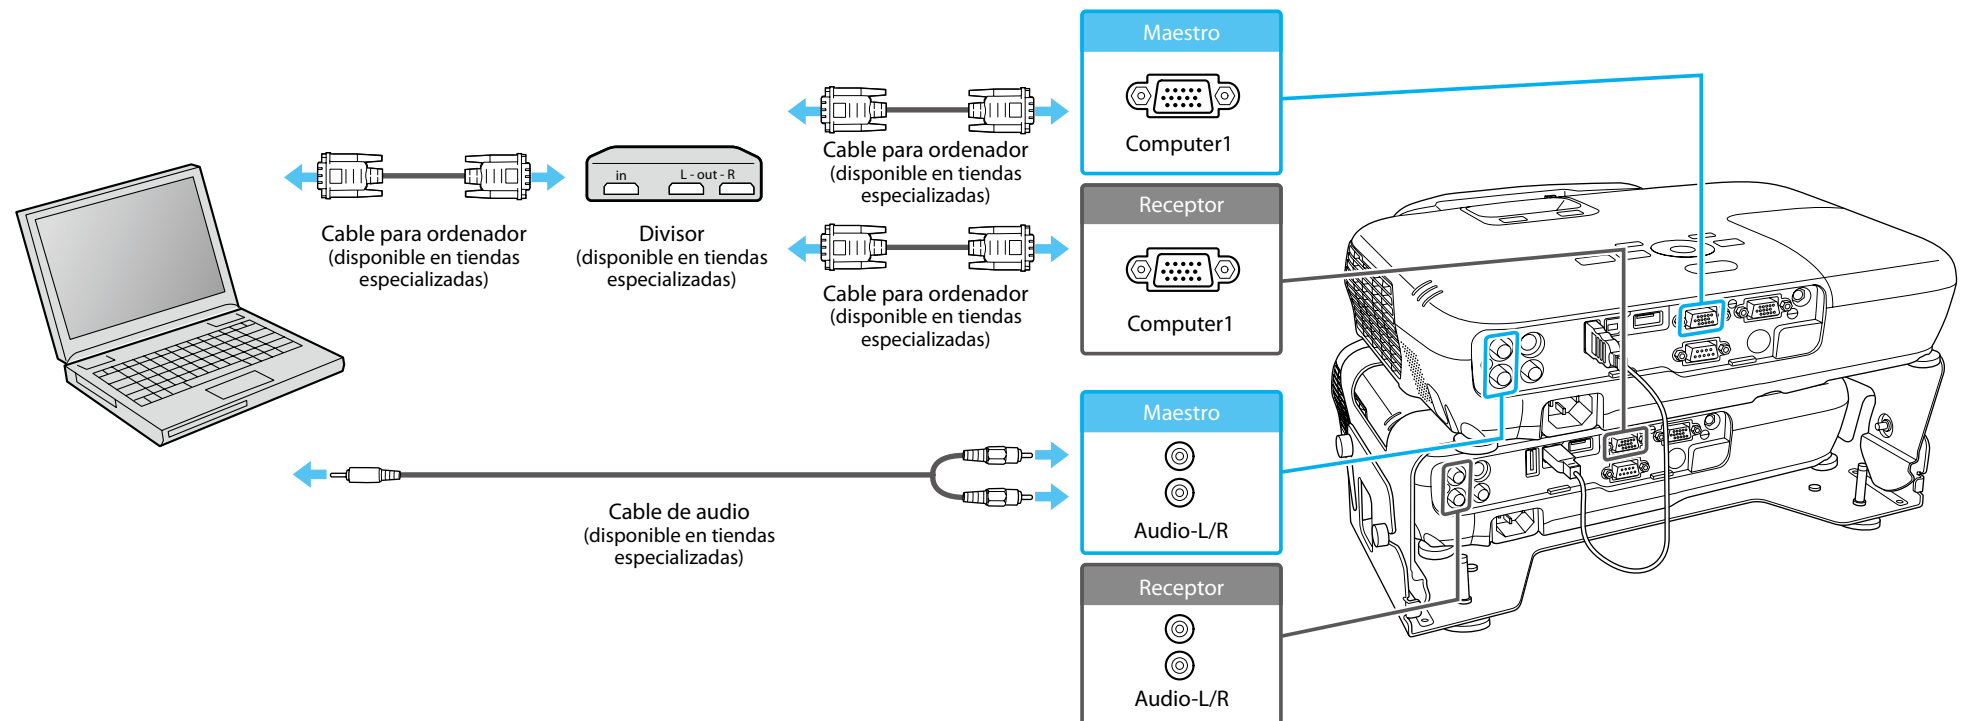 Maestro
Computer1
Cable para ordenador
(disponible en tiendas
especializadas)
in
L - out - R
Cable para ordenador
(disponible en tiendas
especializadas)
Divisor
(disponible en tiendas
especializadas)
Receptor
Computer1
Cable para ordenador
(disponible en tiendas
especializadas)
Maestro
Audio-L/R
Cable de audio
(disponible en tiendas
especializadas)
Receptor
Audio-L/R